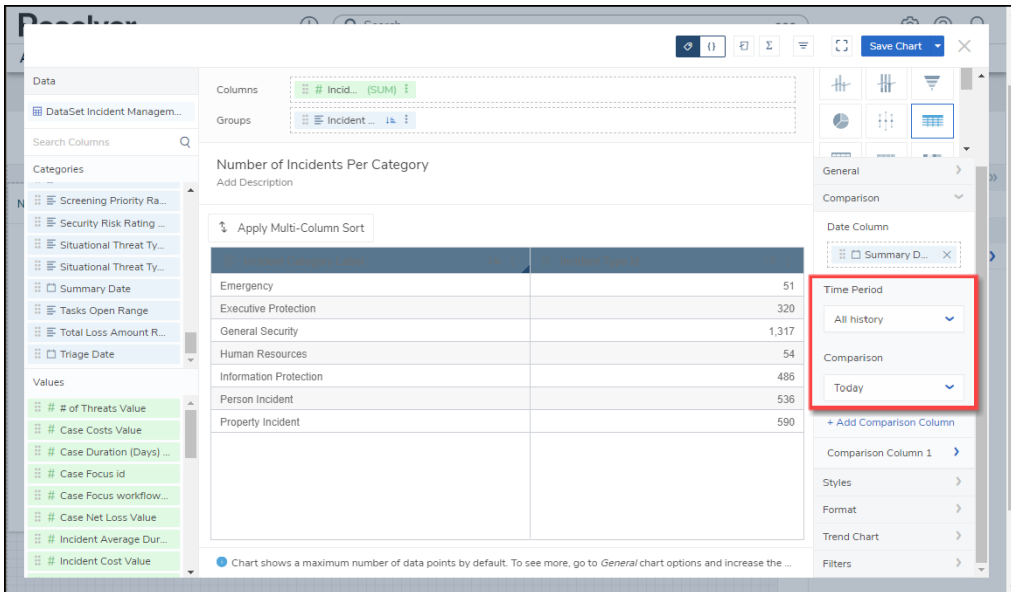 Resolver
Search
{}
Σ
Save Chart
Data
DataSet Incident Managem...
Search Columns
Categories
Screening Priority Ra...
Security Risk Rating ...
Situational Threat Ty...
Situational Threat Ty...
Summary Date
Tasks Open Range
Total Loss Amount R...
Triage Date
Values
# # of Threats Value
# Case Costs Value
# Case Duration (Days) ...
# Case Focus id
# Case Focus workflow...
# Case Net Loss Value
# Incident Average Dur...
# Incident Cost Value
Columns
# Incid... (SUM)
Groups
Incident ...
Number of Incidents Per Category
Add Description
Apply Multi-Column Sort
Emergency 51
Executive Protection 320
General Security 1,317
Human Resources 54
Information Protection 486
Person Incident 536
Property Incident 590
Chart shows a maximum number of data points by default. To see more, go to General chart options and increase the ...
General
Comparison
Date Column
Summary D...
Time Period
All history
Comparison
Today
+ Add Comparison Column
Comparison Column 1
Styles
Format
Trend Chart
Filters